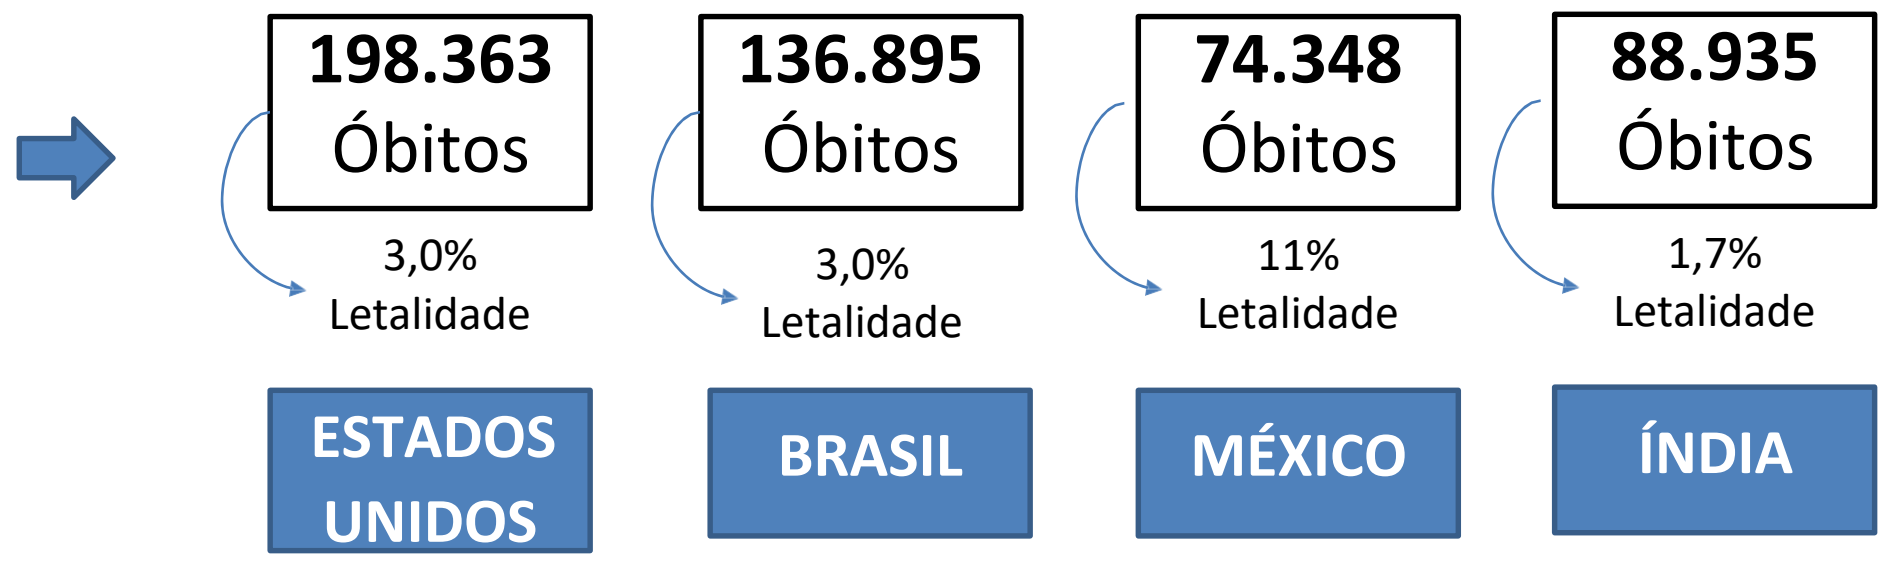 198.363
Óbitos
3,0%
Letalidade
ESTADOS
UNIDOS
136.895
Óbitos
3,0%
Letalidade
BRASIL
74.348
Óbitos
11%
Letalidade
MÉXICO
88.935
Óbitos
1,7%
Letalidade
ÍNDIA